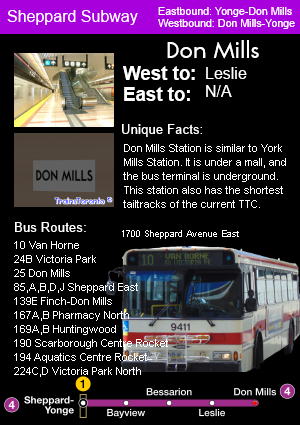 Sheppard Subway
Eastbound: Yonge-Don Mills
Westbound: Don Mills-Yonge
Don Mills
West to: Leslie
East to: N/A
DON MILLS
TrainsToronto ©
Unique Facts:
Don Mills Station is similar to York
Mills Station. It is under a mall, and
the bus terminal is underground.
This station also has the shortest
tailtracks of the current TTC.
1700 Sheppard Avenue East
Bus Routes:
10 Van Horne
24B Victoria Park
25 Don Mills
85,A,B,D,J Sheppard East
139E Finch-Don Mills
167,A,B Pharmacy North
169A,B Huntingwood
190 Scarborough Centre Rocket
194 Aquatics Centre Rocket
224C,D Victoria Park North
10 VAN HORNE
9411
1
4
Sheppard-
Yonge
Bayview
Bessarion
Leslie
Don Mills
4